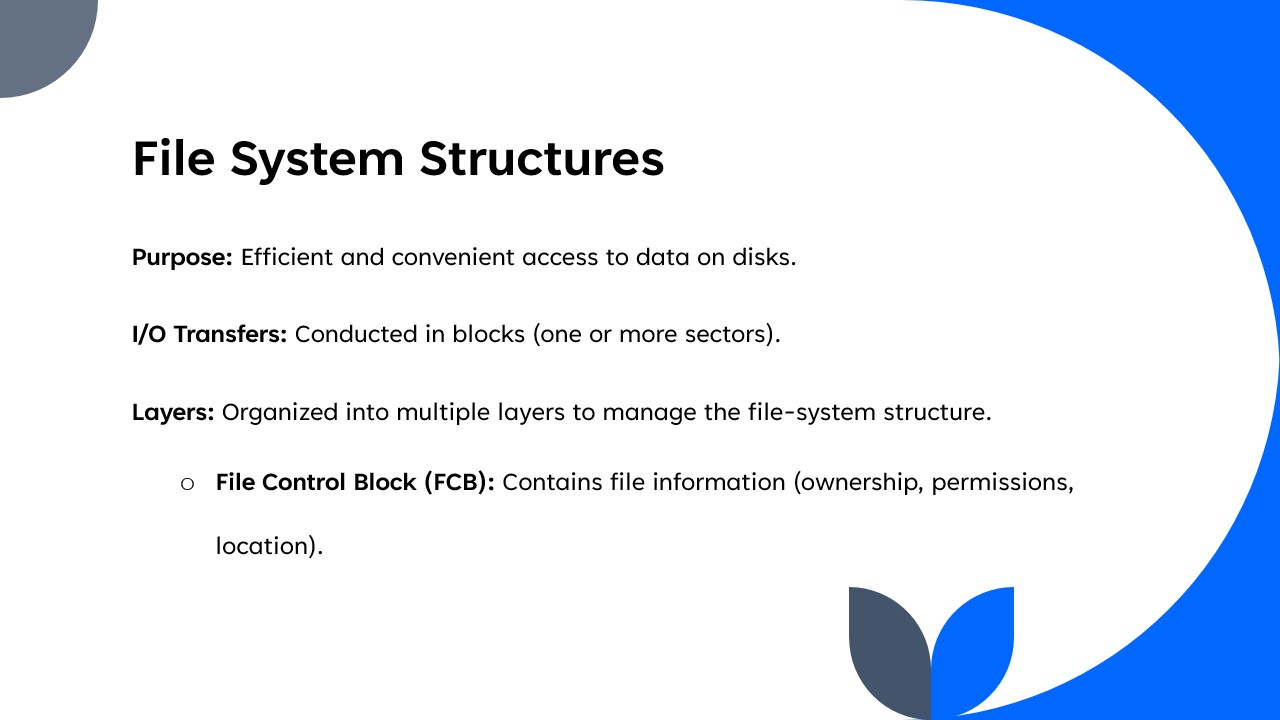 File System Structures
Purpose: Efficient and convenient access to data on disks.
I/O Transfers: Conducted in blocks (one or more sectors).
Layers: Organized into multiple layers to manage the file-system structure.
○ File Control Block (FCB): Contains file information (ownership, permissions,
location).